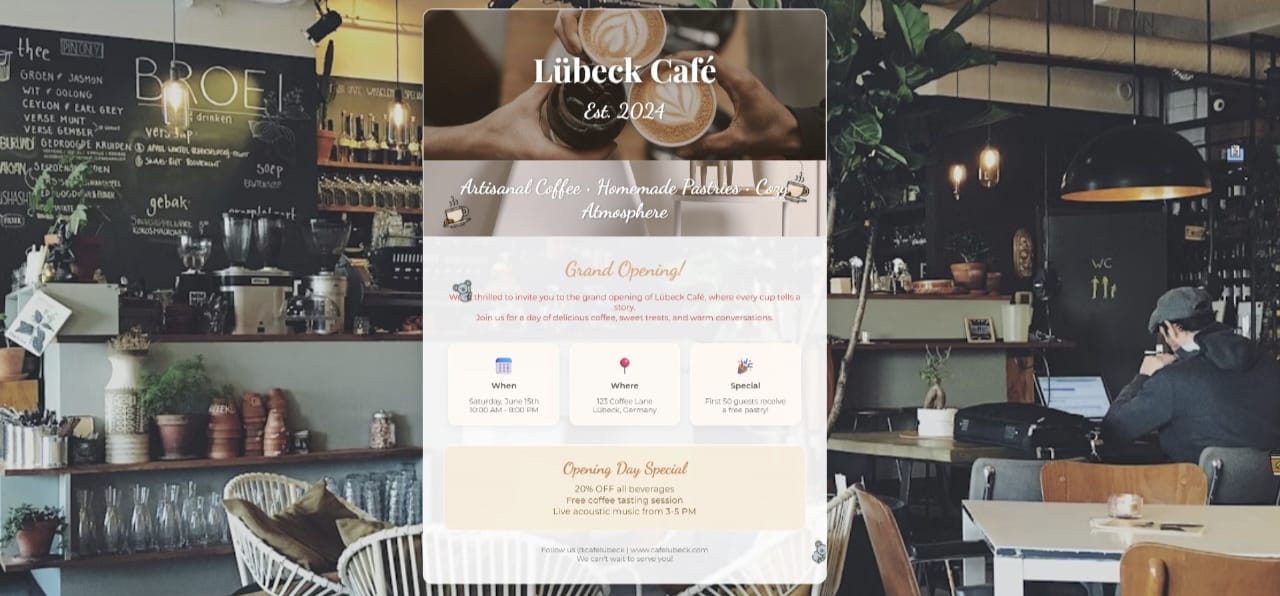 thee
PICKWICK
GROEN & JASMIJN
WIT & OOLONG
CEYLON & EARL GREY
VERSE MUNT
VERSE GEMBER
BROEI
drinken
soep
gebak
FILTER
WC
Lübeck Café
Est. 2024
Artisanal Coffee • Homemade Pastries • Cozy
Atmosphere
Grand Opening!
thrilled to invite you to the grand opening of Lübeck Café, where every cup tells a
story.
Join us for a day of delicious coffee, sweet treats, and warm conversations.
When
Saturday, June 15th
10:00 AM - 8:00 PM
Where
123 Coffee Lane
Lübeck, Germany
Special
First 50 guests receive
a free pastry!
Opening Day Special
20% OFF all beverages
Free coffee tasting session
Live acoustic music from 3-5 PM
Follow us @cafelubeck | www.cafelubeck.com
We can't wait to serve you!